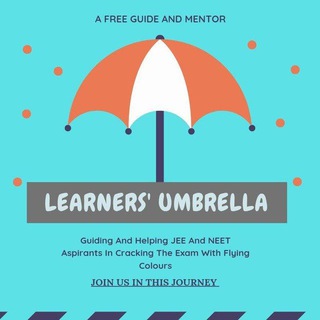 A FREE GUIDE AND MENTOR
LEARNERS' UMBRELLA
Guiding And Helping JEE And NEET
Aspirants In Cracking The Exam With Flying
Colours
JOIN US IN THIS JOURNEY